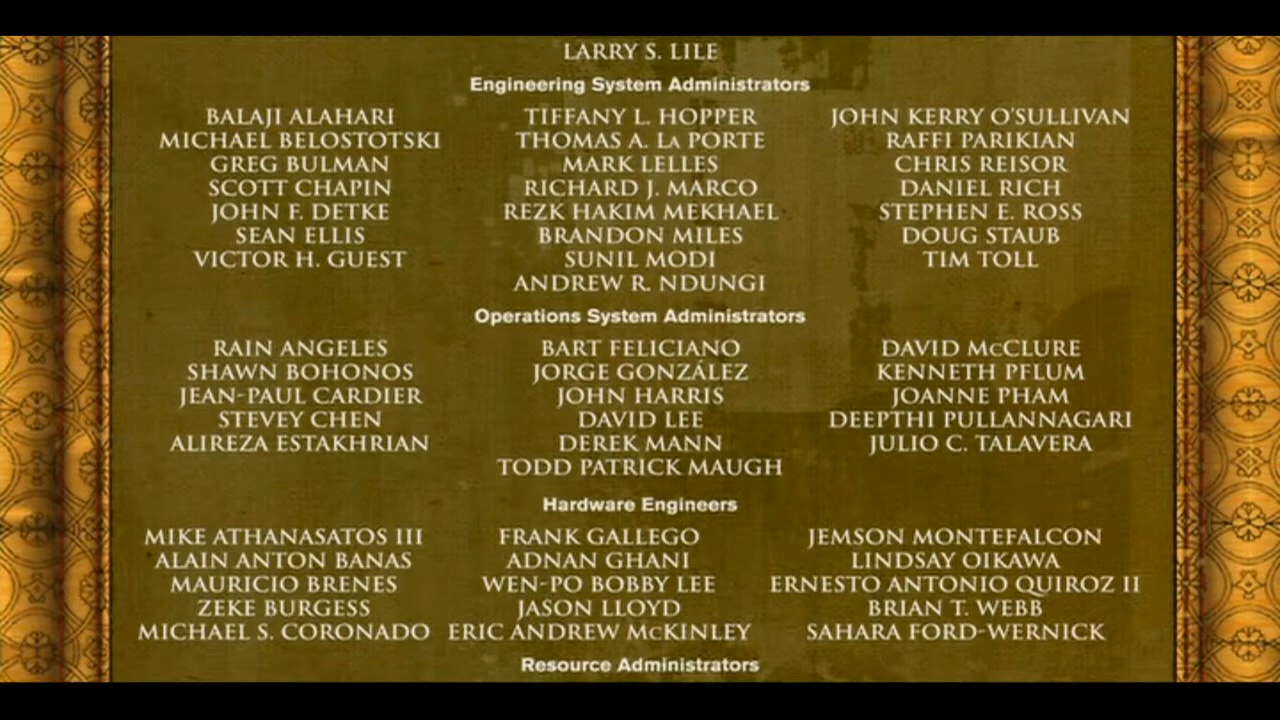 LARRY S. LILE
Engineering System Administrators
BALAJI ALAHARI TIFFANY L. HOPPER JOHN KERRY O'SULLIVAN
MICHAEL BELOSTOTSKI THOMAS A. La PORTE RAFFI PARIKIAN
GREG BULMAN MARK LELLES CHRIS REISOR
SCOTT CHAPIN RICHARD J. MARCO DANIEL RICH
JOHN F. DETKE REZK HAKIM MEKHAEL STEPHEN E. ROSS
SEAN ELLIS BRANDON MILES DOUG STAUB
VICTOR H. GUEST SUNIL MODI TIM TOLL
ANDREW R. NDUNGI
Operations System Administrators
RAIN ANGELES BART FELICIANO DAVID McCLURE
SHAWN BOHONOS JORGE GONZÁLEZ KENNETH PFLUM
JEAN-PAUL CARDIER JOHN HARRIS JOANNE PHAM
STEVEY CHEN DAVID LEE DEEPTHI PULLANNAGARI
ALIREZA ESTAKHRIAN DEREK MANN JULIO C. TALAVERA
TODD PATRICK MAUGH
Hardware Engineers
MIKE ATHANASATOS III FRANK GALLEGO JEMSON MONTEFALCON
ALAIN ANTON BANAS ADNAN GHANI LINDSAY OIKAWA
MAURICIO BRENES WEN-PO BOBBY LEE ERNESTO ANTONIO QUIROZ II
ZEKE BURGESS JASON LLOYD BRIAN T. WEBB
MICHAEL S. CORONADO ERIC ANDREW McKINLEY SAHARA FORD-WERNICK
Resource Administrators